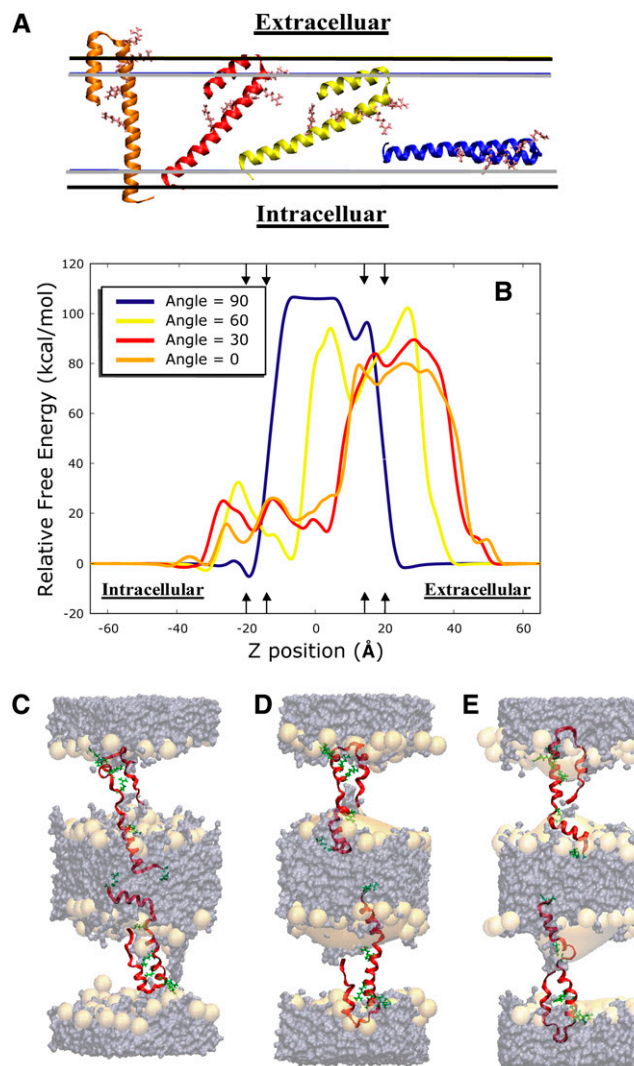 A
Extracelluar
Intracelluar
B
Relative Free Energy (kcal/mol)
120
100
80
60
40
20
0
-20
Angle = 90
Angle = 60
Angle = 30
Angle = 0
Intracellular
Extracellular
-60
-40
-20
0
20
40
60
Z position (Å)
C
D
E